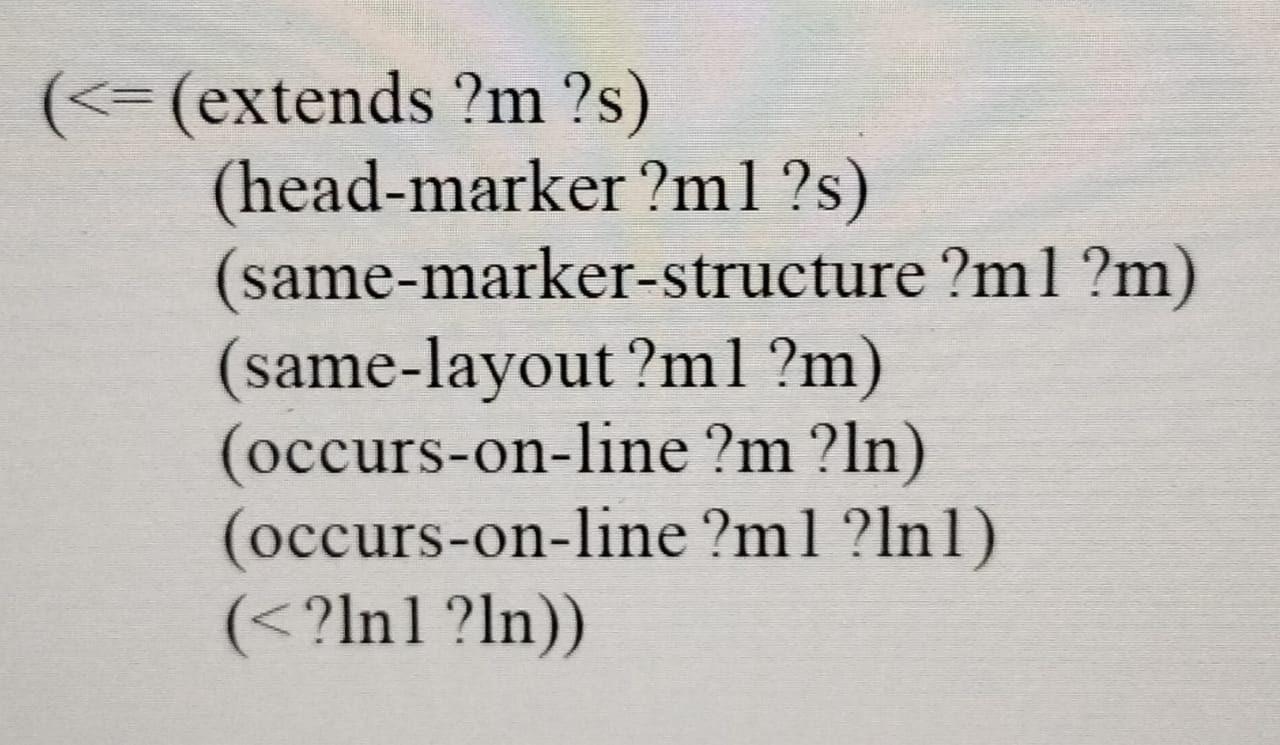 (<= (extends ?m ?s)
(head-marker ?m1 ?s)
(same-marker-structure ?m1 ?m)
(same-layout ?m1 ?m)
(occurs-on-line ?m ?ln)
(occurs-on-line ?m1 ?ln1)
(< ?ln1 ?ln))